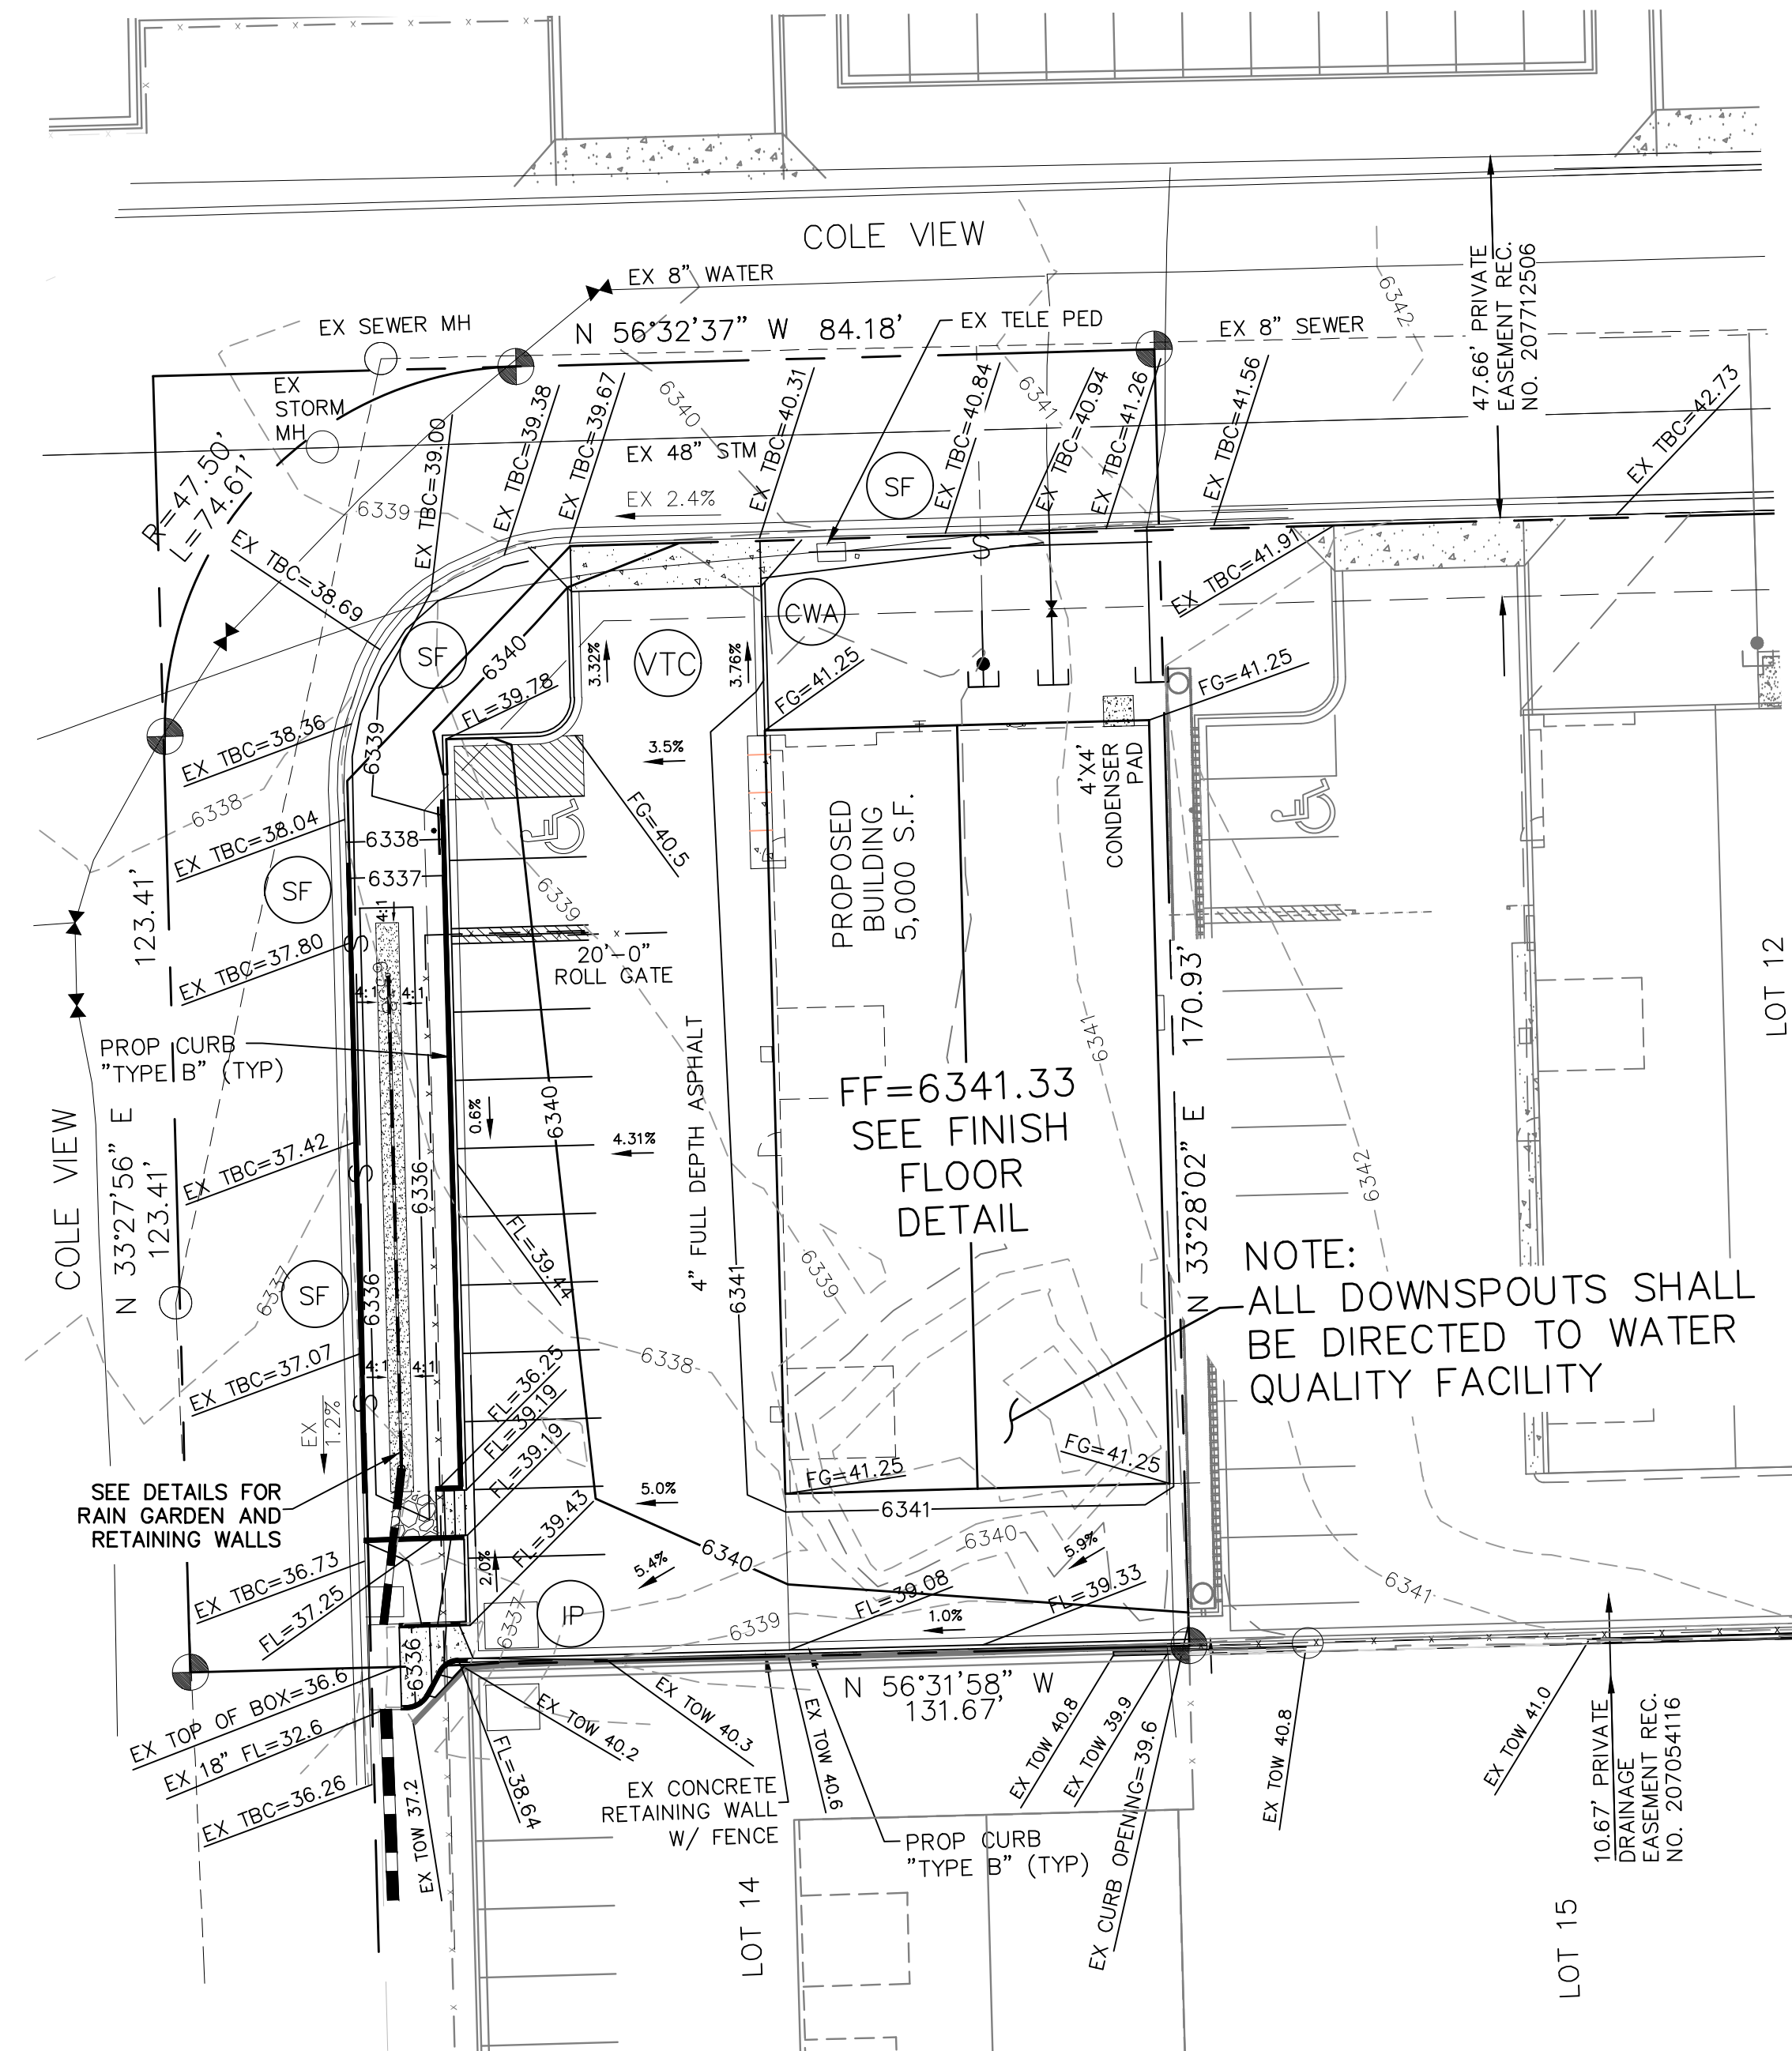 COLE VIEW
EX 8" WATER
EX SEWER MH
N 56°32'37" W 84.18'
EX TELE PED
EX 8" SEWER
6342
47.66' PRIVATE
EASEMENT REC.
NO. 207712506
EX
STORM
MH
R=47.50'
L=74.61'
6339
EX TBC=39.00
EX TBC=39.38
EX TBC=39.67
6340
EX 48" STM
EX 2.4%
EX TBC=40.31
SF
EX TBC=40.84
6341
EX TBC=40.94
EX TBC=41.26
EX TBC=41.56
EX TBC=42.73
EX TBC=38.69
S
EX TBC=41.91
SF
6340
3.32%
VTC
3.76%
CWA
FG=41.25
FG=41.25
FL=39.78
EX TBC=38.36
6339
3.5%
4'X4'
CONDENSER
PAD
6338
EX TBC=38.04
6338
6337
SF
FG=40.5
PROPOSED
BUILDING
5,000 S.F.
123.41'
6339
4:1
EX TBC=37.80
S
20'-0"
ROLL GATE
4:1
4:1
LOT 12
170.93'
PROP CURB
"TYPE B" (TYP)
4" FULL DEPTH ASPHALT
6341
COLE VIEW
N 33°27'56" E
123.41'
EX TBC=37.42
S
6336
0.6%
6340
4.31%
FF=6341.33
SEE FINISH
FLOOR
DETAIL
N 33°28'02" E
6342
6337
SF
6336
FL=39.44
6341
6339
NOTE:
ALL DOWNSPOUTS SHALL
BE DIRECTED TO WATER
QUALITY FACILITY
EX TBC=37.07
4:1
4:1
S
6338
EX
1.2%
FL=36.25
FL=39.19
FL=39.19
FG=41.25
FG=41.25
SEE DETAILS FOR
RAIN GARDEN AND
RETAINING WALLS
5.0%
6341
FL=39.43
6340
6340
5.9%
EX TBC=36.73
FL=37.25
2.0%
5.4%
IP
6337
6339
FL=39.08
FL=39.33
1.0%
6341
6336
N 56°31'58" W
131.67'
EX TOP OF BOX=36.6
EX 18" FL=32.6
EX TBC=36.26
EX TOW 37.2
FL=38.64
EX TOW 40.2
EX TOW 40.3
EX TOW 40.6
EX CONCRETE
RETAINING WALL
W/ FENCE
PROP CURB
"TYPE B" (TYP)
EX TOW 40.8
EX TOW 39.9
EX CURB OPENING=39.6
EX TOW 40.8
EX TOW 41.0
10.67' PRIVATE
DRAINAGE
EASEMENT REC.
NO. 207054116
LOT 14
LOT 15